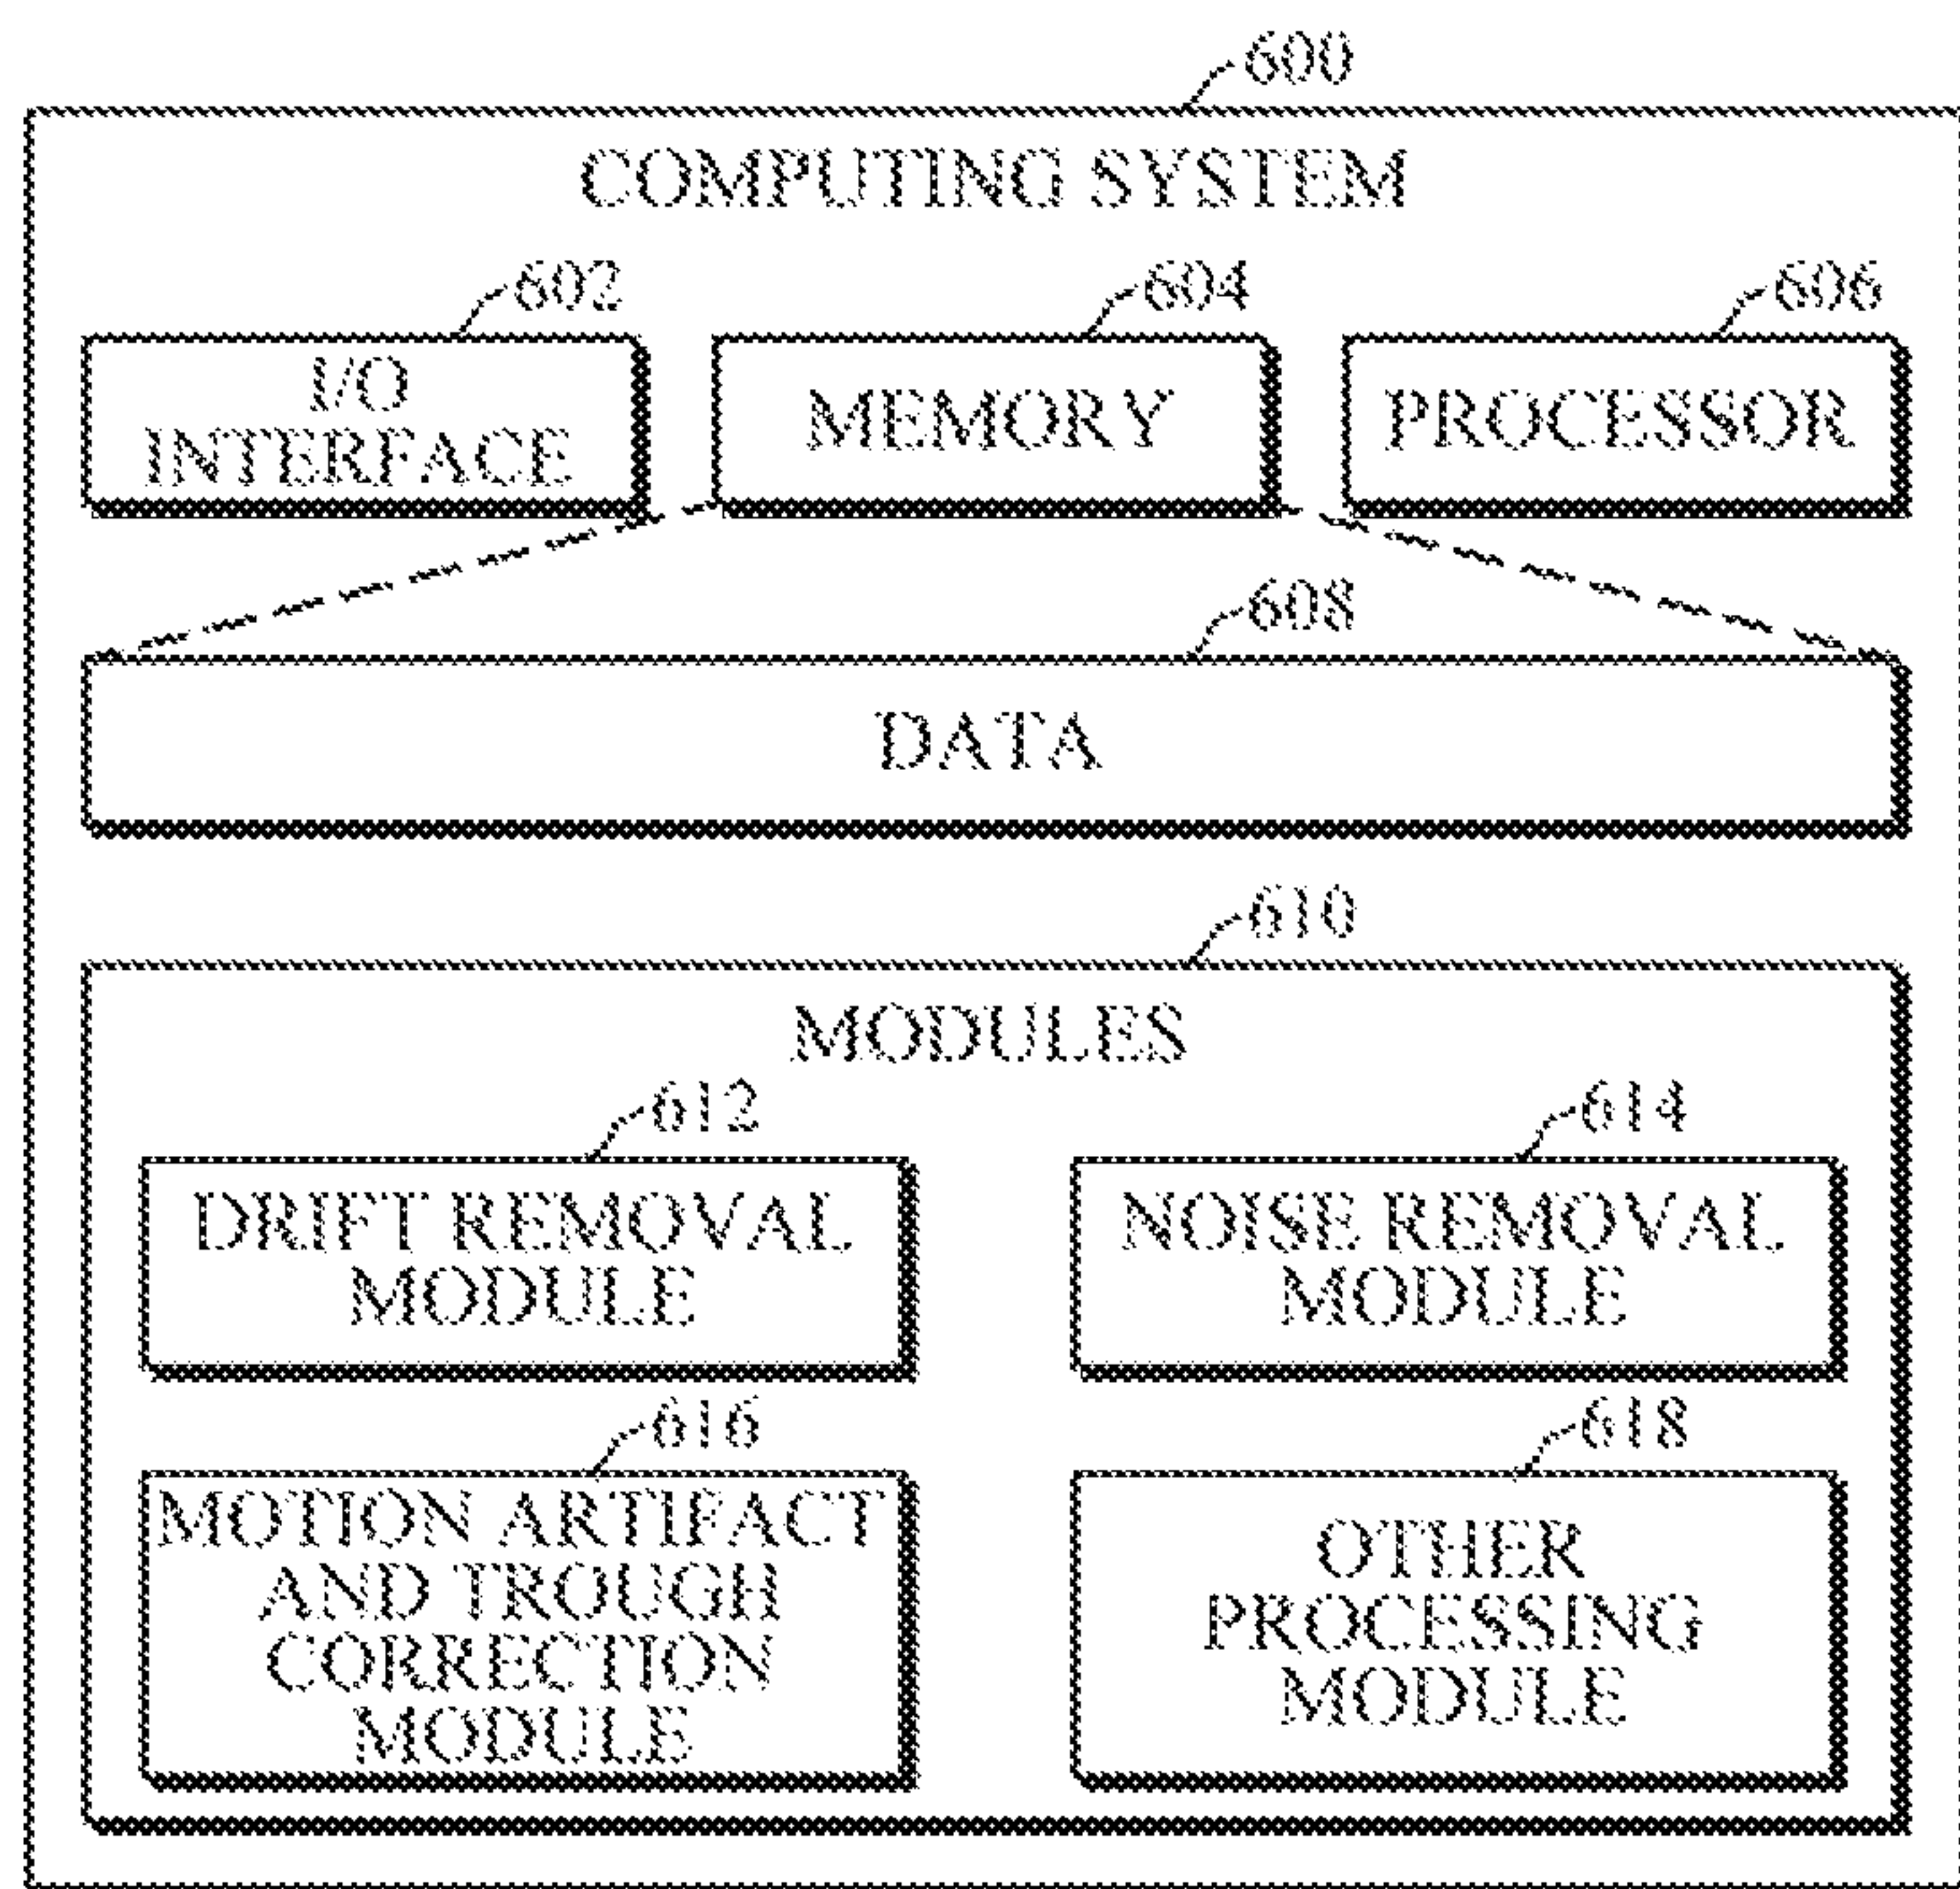 600
COMPUTING SYSTEM
602
604
606
I/O
INTERFACE
MEMORY
PROCESSOR
608
DATA
610
MODULES
612
614
DRIFT REMOVAL
MODULE
NOISE REMOVAL
MODULE
616
618
MOTION ARTIFACT
AND TROUGH
CORRECTION
MODULE
OTHER
PROCESSING
MODULE